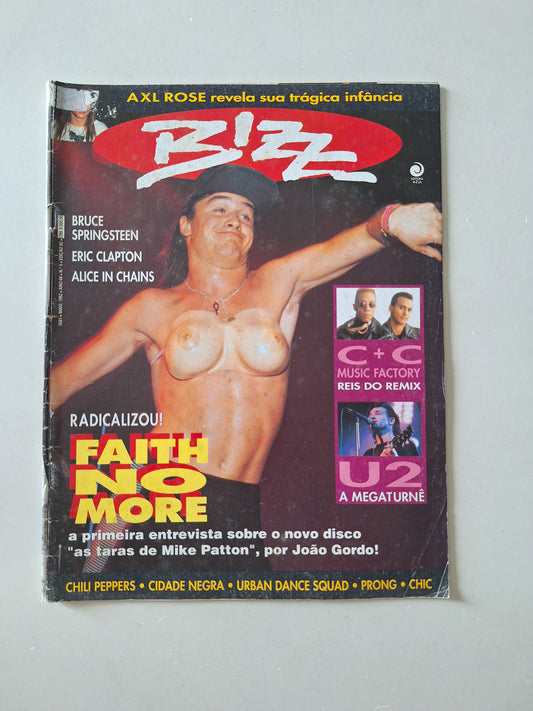 AXL ROSE revela sua trágica infância
BIZZ
EDITORA
AZUL
BRUCE
SPRINGSTEEN
ERIC CLAPTON
ALICE IN CHAINS
C + C
MUSIC FACTORY
REIS DO REMIX
U2
A MEGATURNÊ
RADICALIZOU!
FAITH
NO
MORE
a primeira entrevista sobre o novo disco
"as taras de Mike Patton", por João Gordo!
CHILI PEPPERS • CIDADE NEGRA • URBAN DANCE SQUAD • PRONG • CHIC